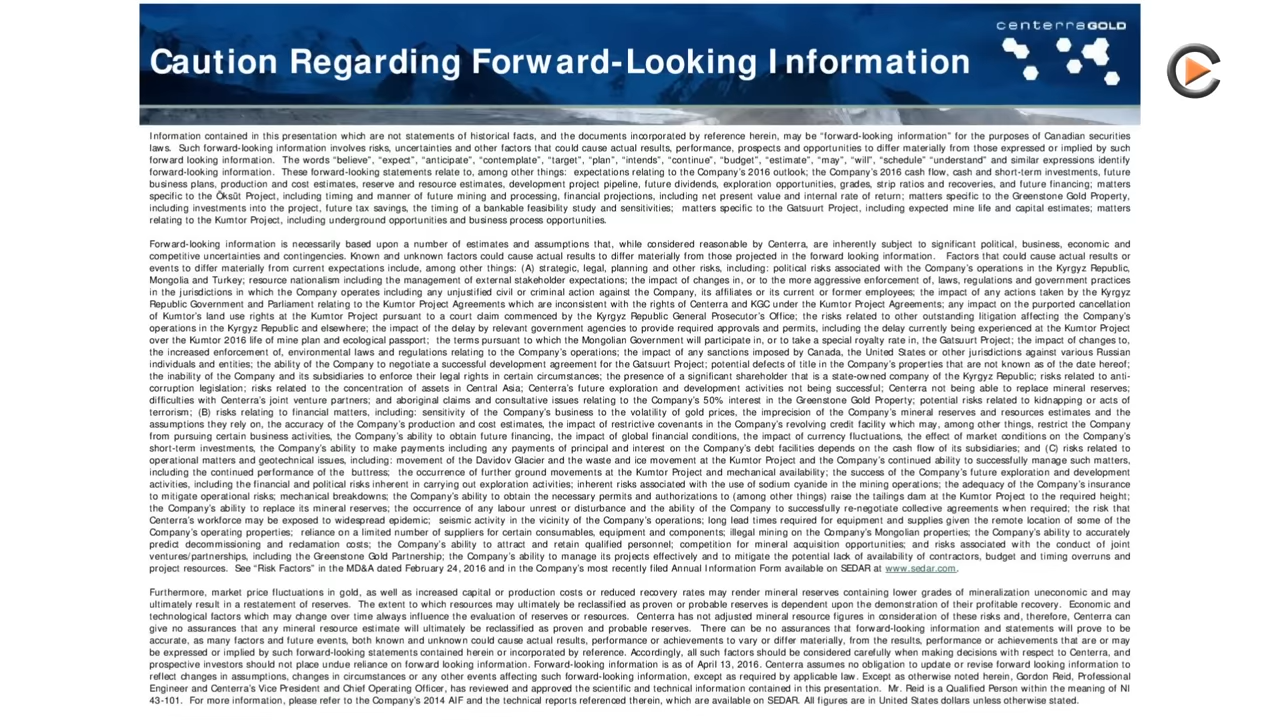 centerraGOLD
Caution Regarding Forward-Looking Information
Information contained in this presentation which are not statements of historical facts, and the documents incorporated by reference herein, may be “forward-looking information” for the purposes of Canadian securities
laws. Such forward-looking information involves risks, uncertainties and other factors that could cause actual results, performance, prospects and opportunities to differ materially from those expressed or implied by such
forward looking information. The words “believe”, “expect”, “anticipate”, “contemplate”, “target”, “plan”, “intends”, “continue”, “budget”, “estimate”, “may”, “will”, “schedule” “understand” and similar expressions identify
forward-looking information. These forward-looking statements relate to, among other things: expectations relating to the Company’s 2016 outlook; the Company’s 2016 cash flow, cash and short-term investments, future
business plans, production and cost estimates, reserve and resource estimates, development project pipeline, future dividends, exploration opportunities, grades, strip ratios and recoveries, and future financing; matters
specific to the Öksüt Project, including timing and manner of future mining and processing, financial projections, including net present value and internal rate of return; matters specific to the Greenstone Gold Property,
including investments into the project, future tax savings, the timing of a bankable feasibility study and sensitivities; matters specific to the Gatsuurt Project, including expected mine life and capital estimates; matters
relating to the Kumtor Project, including underground opportunities and business process opportunities.
Forward-looking information is necessarily based upon a number of estimates and assumptions that, while considered reasonable by Centerra, are inherently subject to significant political, business, economic and
competitive uncertainties and contingencies. Known and unknown factors could cause actual results to differ materially from those projected in the forward looking information. Factors that could cause actual results or
events to differ materially from current expectations include, among other things: (A) strategic, legal, planning and other risks, including: political risks associated with the Company’s operations in the Kyrgyz Republic,
Mongolia and Turkey; resource nationalism including the management of external stakeholder expectations; the impact of changes in, or to the more aggressive enforcement of, laws, regulations and government practices
in the jurisdictions in which the Company operates including any unjustified civil or criminal action against the Company, its affiliates or its current or former employees; the impact of any actions taken by the Kyrgyz
Republic Government and Parliament relating to the Kumtor Project Agreements which are inconsistent with the rights of Centerra and KGC under the Kumtor Project Agreements; any impact on the purported cancellation
of Kumtor’s land use rights at the Kumtor Project pursuant to a court claim commenced by the Kyrgyz Republic General Prosecutor’s Office; the risks related to other outstanding litigation affecting the Company’s
operations in the Kyrgyz Republic and elsewhere; the impact of the delay by relevant government agencies to provide required approvals and permits, including the delay currently being experienced at the Kumtor Project
over the Kumtor 2016 life of mine plan and ecological passport; the terms pursuant to which the Mongolian Government will participate in, or to take a special royalty rate in, the Gatsuurt Project; the impact of changes to,
the increased enforcement of, environmental laws and regulations relating to the Company’s operations; the impact of any sanctions imposed by Canada, the United States or other jurisdictions against various Russian
individuals and entities; the ability of the Company to negotiate a successful development agreement for the Gatsuurt Project; potential defects of title in the Company’s properties that are not known as of the date hereof;
the inability of the Company and its subsidiaries to enforce their legal rights in certain circumstances; the presence of a significant shareholder that is a state-owned company of the Kyrgyz Republic; risks related to anti-
corruption legislation; risks related to the concentration of assets in Central Asia; Centerra’s future exploration and development activities not being successful; Centerra not being able to replace mineral reserves;
difficulties with Centerra’s joint venture partners; and aboriginal claims and consultative issues relating to the Company’s 50% interest in the Greenstone Gold Property; potential risks related to kidnapping or acts of
terrorism; (B) risks relating to financial matters, including: sensitivity of the Company’s business to the volatility of gold prices, the imprecision of the Company’s mineral reserves and resources estimates and the
assumptions they rely on, the accuracy of the Company’s production and cost estimates, the impact of restrictive covenants in the Company’s revolving credit facility which may, among other things, restrict the Company
from pursuing certain business activities, the Company’s ability to obtain future financing, the impact of global financial conditions, the impact of currency fluctuations, the effect of market conditions on the Company’s
short-term investments, the Company’s ability to make payments including any payments of principal and interest on the Company’s debt facilities depends on the cash flow of its subsidiaries; and (C) risks related to
operational matters and geotechnical issues, including: movement of the Davidov Glacier and the waste and ice movement at the Kumtor Project and the Company’s continued ability to successfully manage such matters,
including the continued performance of the buttress; the occurrence of further ground movements at the Kumtor Project and mechanical availability; the success of the Company’s future exploration and development
activities, including the financial and political risks inherent in carrying out exploration activities; inherent risks associated with the use of sodium cyanide in the mining operations; the adequacy of the Company’s insurance
to mitigate operational risks; mechanical breakdowns; the Company’s ability to obtain the necessary permits and authorizations to (among other things) raise the tailings dam at the Kumtor Project to the required height;
the Company’s ability to replace its mineral reserves; the occurrence of any labour unrest or disturbance and the ability of the Company to successfully re-negotiate collective agreements when required; the risk that
Centerra’s workforce may be exposed to widespread epidemic; seismic activity in the vicinity of the Company’s operations; long lead times required for equipment and supplies given the remote location of some of the
Company’s operating properties; reliance on a limited number of suppliers for certain consumables, equipment and components; illegal mining on the Company’s Mongolian properties; the Company’s ability to accurately
predict decommissioning and reclamation costs; the Company’s ability to attract and retain qualified personnel; competition for mineral acquisition opportunities; and risks associated with the conduct of joint
ventures/partnerships, including the Greenstone Gold Partnership; the Company’s ability to manage its projects effectively and to mitigate the potential lack of availability of contractors, budget and timing overruns and
project resources. See “Risk Factors” in the MD&A dated February 24, 2016 and in the Company’s most recently filed Annual Information Form available on SEDAR at www.sedar.com.
Furthermore, market price fluctuations in gold, as well as increased capital or production costs or reduced recovery rates may render mineral reserves containing lower grades of mineralization uneconomic and may
ultimately result in a restatement of reserves. The extent to which resources may ultimately be reclassified as proven or probable reserves is dependent upon the demonstration of their profitable recovery. Economic and
technological factors which may change over time always influence the evaluation of reserves or resources. Centerra has not adjusted mineral resource figures in consideration of these risks and, therefore, Centerra can
give no assurances that any mineral resource estimate will ultimately be reclassified as proven and probable reserves. There can be no assurances that forward-looking information and statements will prove to be
accurate, as many factors and future events, both known and unknown could cause actual results, performance or achievements to vary or differ materially, from the results, performance or achievements that are or may
be expressed or implied by such forward-looking statements contained herein or incorporated by reference. Accordingly, all such factors should be considered carefully when making decisions with respect to Centerra, and
prospective investors should not place undue reliance on forward looking information. Forward-looking information is as of April 13, 2016. Centerra assumes no obligation to update or revise forward looking information to
reflect changes in assumptions, changes in circumstances or any other events affecting such forward-looking information, except as required by applicable law. Except as otherwise noted herein, Gordon Reid, Professional
Engineer and Centerra’s Vice President and Chief Operating Officer, has reviewed and approved the scientific and technical information contained in this presentation. Mr. Reid is a Qualified Person within the meaning of NI
43-101. For more information, please refer to the Company’s 2014 AIF and the technical reports referenced therein, which are available on SEDAR. All figures are in United States dollars unless otherwise stated.